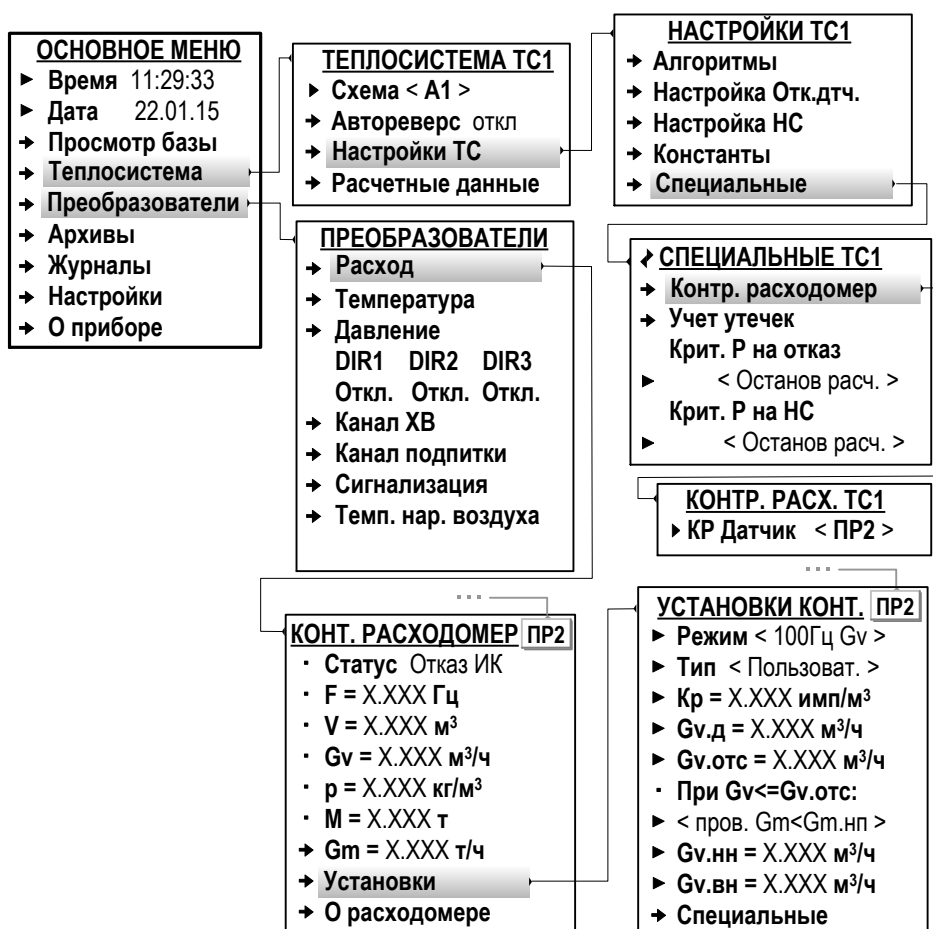 ОСНОВНОЕ МЕНЮ
Время 11:29:33
Дата 22.01.15
Просмотр базы
Теплосистема
Преобразователи
Архивы
Журналы
Настройки
О приборе
ТЕПЛОСИСТЕМА ТС1
Схема < А1 >
Автореверс откл
Настройки ТС
Расчетные данные
НАСТРОЙКИ ТС1
Алгоритмы
Настройка Отк.дтч.
Настройка НС
Константы
Специальные
ПРЕОБРАЗОВАТЕЛИ
Расход
Температура
Давление
DIR1 DIR2 DIR3
Откл. Откл. Откл.
Канал ХВ
Канал подпитки
Сигнализация
Темп. нар. воздуха
СПЕЦИАЛЬНЫЕ ТС1
Контр. расходомер
Учет утечек
Крит. Р на отказ
< Останов расч. >
Крит. Р на НС
< Останов расч. >
КОНТР. РАСХ. ТС1
КР Датчик < ПР2 >
КОНТ. РАСХОДОМЕР ПР2
Статус Отказ ИК
F = X.XXX Гц
V = X.XXX м³
Gv = X.XXX м³/ч
р = X.XXX кг/м³
М = X.XXX т
Gm = X.XXX т/ч
Установки
О расходомере
УСТАНОВКИ КОНТ. ПР2
Режим < 100Гц Gv >
Тип < Пользоват. >
Кр = X.XXX имп/м³
Gv.д = X.XXX м³/ч
Gv.отс = X.XXX м³/ч
При Gv<=Gv.отс:
< пров. Gm<Gm.нп >
Gv.нн = X.XXX м³/ч
Gv.вн = X.XXX м³/ч
Специальные